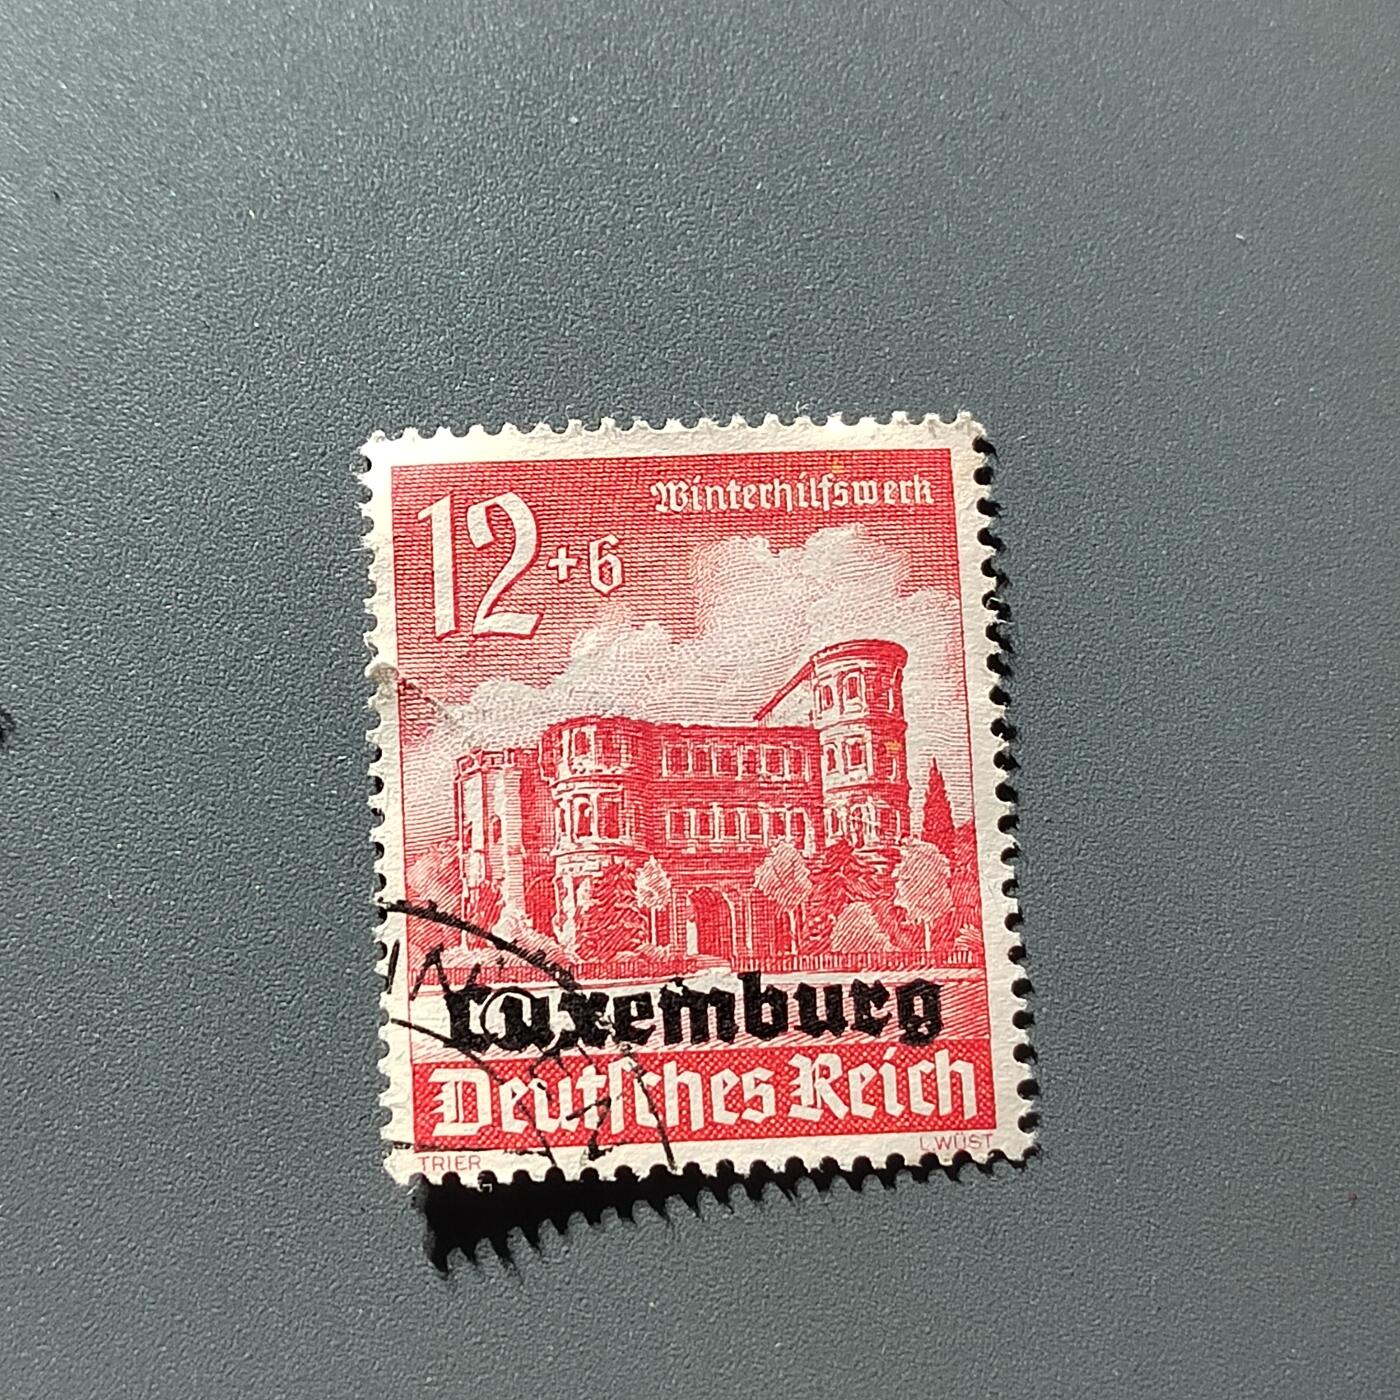 Winterhilfswerk
12+6
Luxemburg
Deutſches Reich
TRIER
L. WÜST